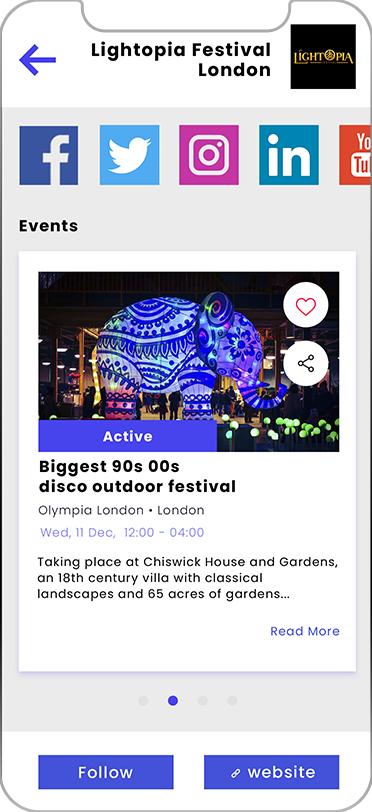 Lightopia Festival
London
LIGHTOPIA
Yo
Tu
Events
Active
Biggest 90s 00s
disco outdoor festival
Olympia London • London
Wed, 11 Dec,  12:00 - 04:00
Taking place at Chiswick House and Gardens,
an 18th century villa with classical
landscapes and 65 acres of gardens...
Read More
Follow
website